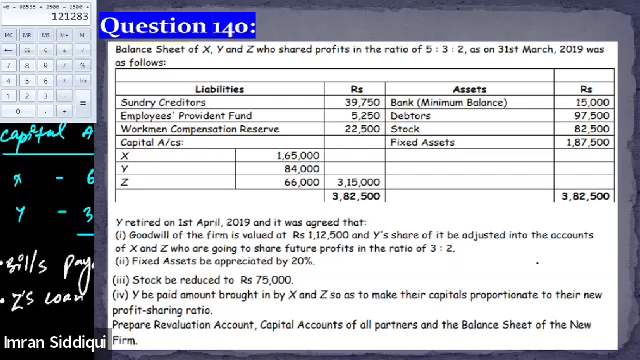 121283
Question 140:
Balance Sheet of X, Y and Z who shared profits in the ratio of 5 : 3 : 2, as on 31st March, 2019 was
as follows:
Liabilities Rs Assets Rs
Sundry Creditors 39,750 Bank (Minimum Balance) 15,000
Employees' Provident Fund 5,250 Debtors 97,500
Workmen Compensation Reserve 22,500 Stock 82,500
Capital A/cs: Fixed Assets 1,87,500
X 1,65,000
Y 84,000
Z 66,000 3,15,000
3,82,500 3,82,500
Y retired on 1st April, 2019 and it was agreed that:
(i) Goodwill of the firm is valued at Rs 1,12,500 and Y's share of it be adjusted into the accounts
of X and Z who are going to share future profits in the ratio of 3 : 2.
(ii) Fixed Assets be appreciated by 20%.
(iii) Stock be reduced to Rs 75,000.
(iv) Y be paid amount brought in by X and Z so as to make their capitals proportionate to their new
profit-sharing ratio.
Prepare Revaluation Account, Capital Accounts of all partners and the Balance Sheet of the New
Firm.
Capital A
X - 6
Y - 3
Bills Pay
Z's Loan
Imran Siddiqui